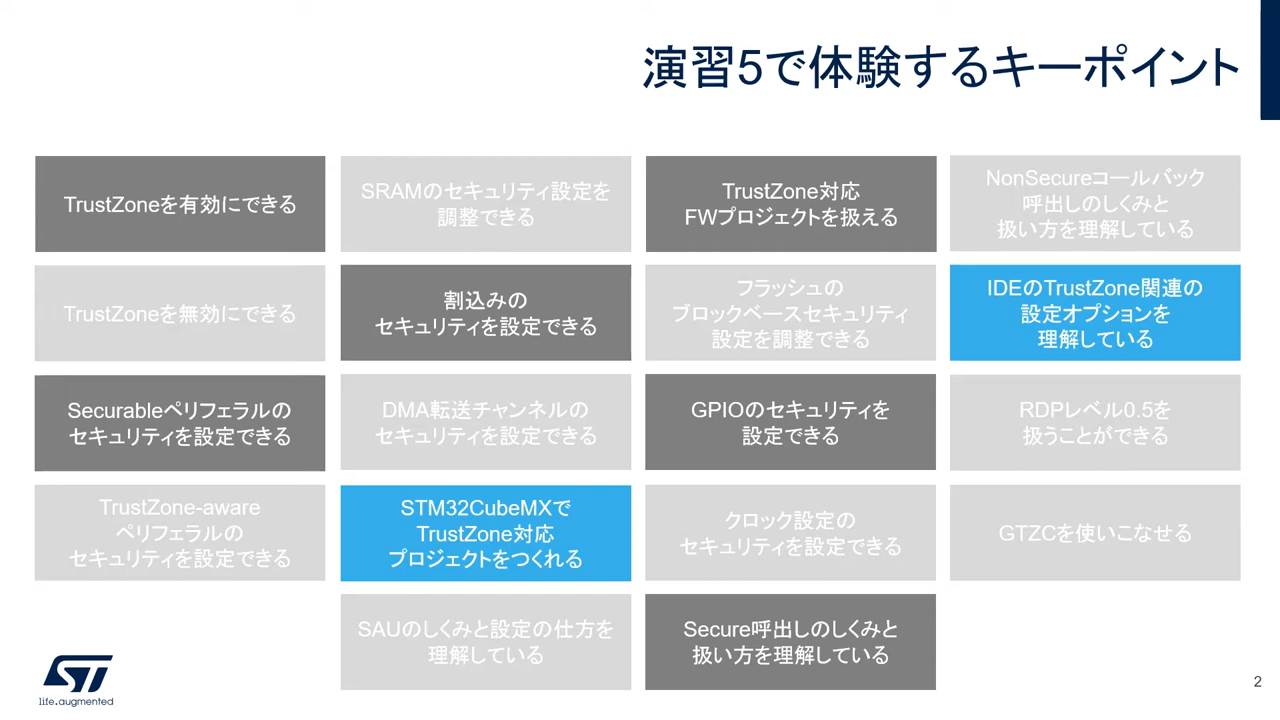 演習5で体験するキーポイント
TrustZoneを有効にできる
SRAMのセキュリティ設定を
調整できる
TrustZone対応
FWプロジェクトを扱える
NonSecureコールバック
呼出しのしくみと
扱い方を理解している
TrustZoneを無効にできる
割込みの
セキュリティを設定できる
フラッシュの
ブロックベースセキュリティ
設定を調整できる
IDEのTrustZone関連の
設定オプションを
理解している
Securableペリフェラルの
セキュリティを設定できる
DMA転送チャンネルの
セキュリティを設定できる
GPIOのセキュリティを
設定できる
RDPレベル0.5を
扱うことができる
TrustZone-aware
ペリフェラルの
セキュリティを設定できる
STM32CubeMXで
TrustZone対応
プロジェクトをつくれる
クロック設定の
セキュリティを設定できる
GTZCを使いこなせる
SAUのしくみと設定の仕方を
理解している
Secure呼出しのしくみと
扱い方を理解している
ST
life.augmented
2